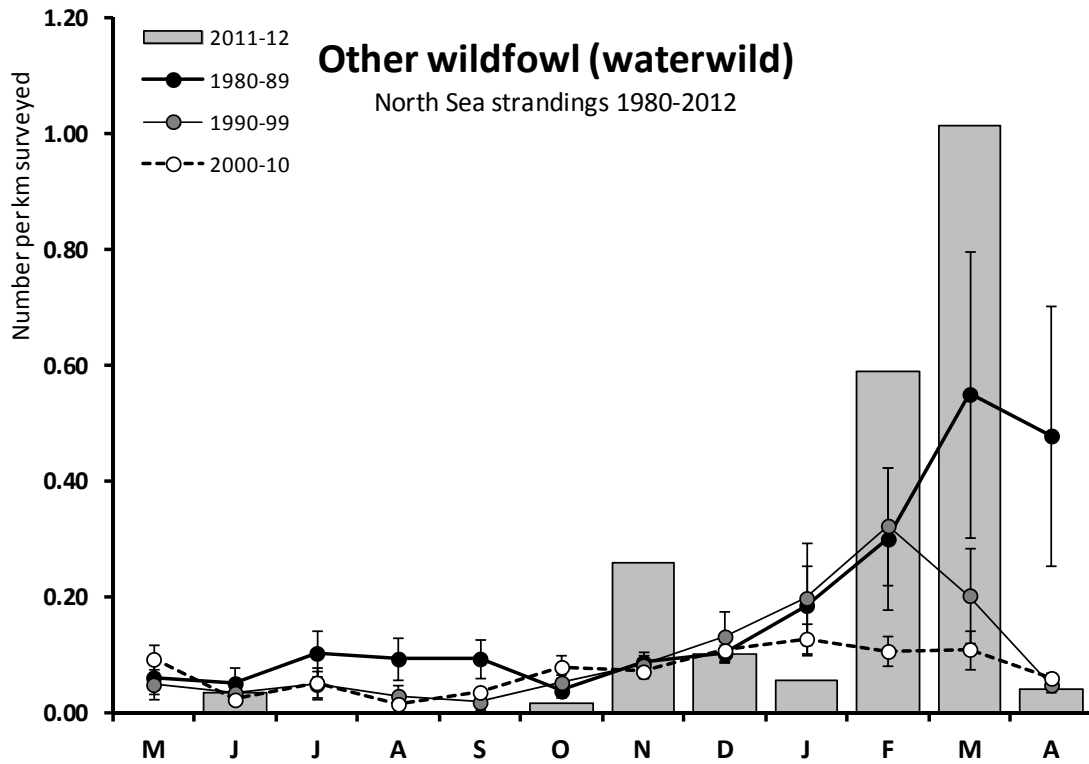 Other wildfowl (waterwild)
North Sea strandings 1980-2012
2011-12
1980-89
1990-99
2000-10
Number per km surveyed
1.20
1.00
0.80
0.60
0.40
0.20
0.00
M J J A S O N D J F M A